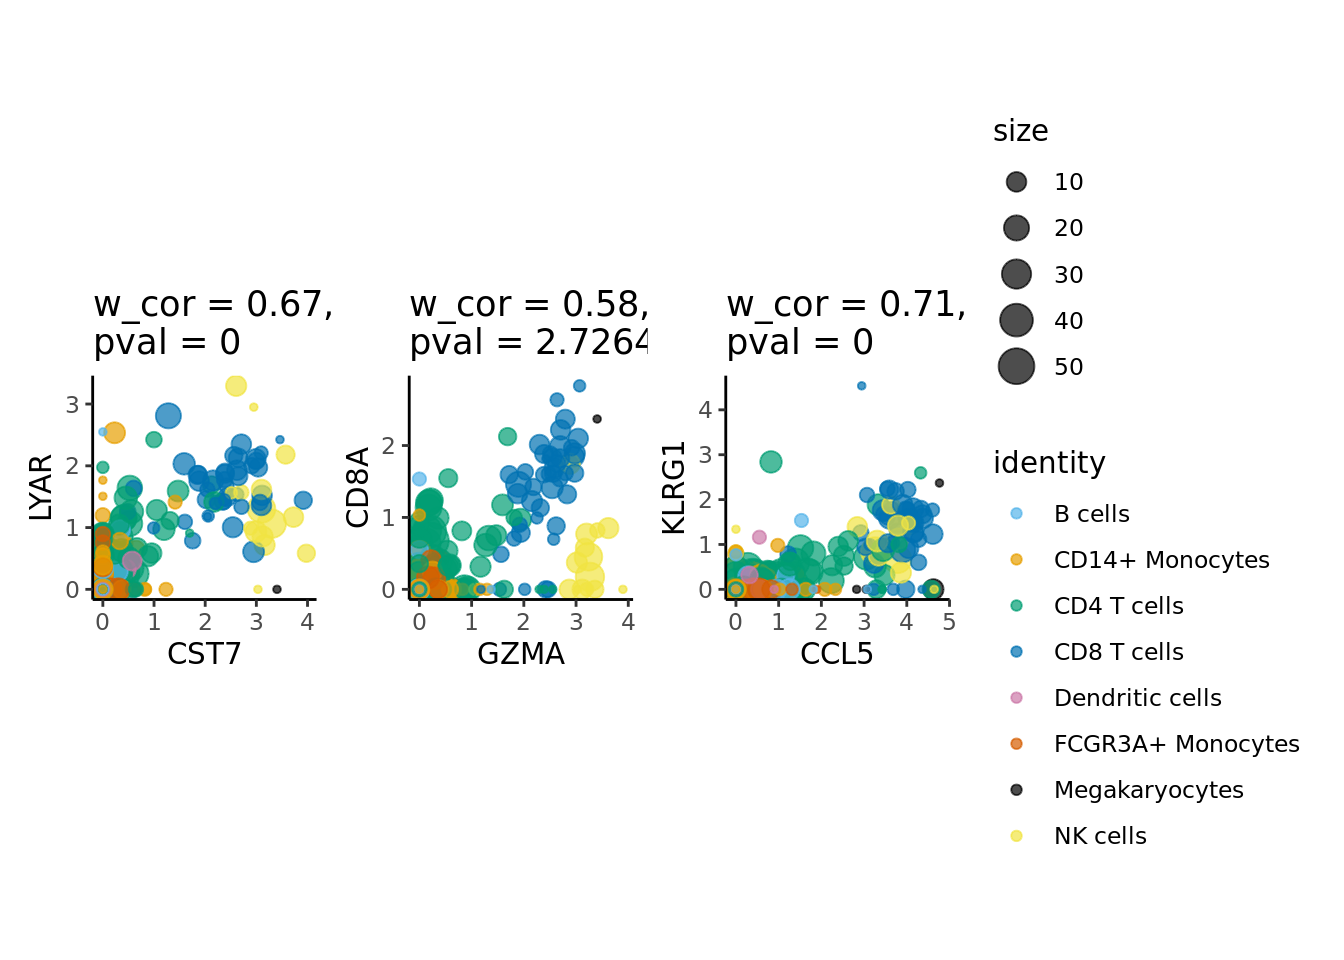 w_cor = 0.67,
pval = 0
LYAR
3
2
1
0
0 1 2 3 4
CST7
w_cor = 0.58,
pval = 2.7264
CD8A
2
1
0
0 1 2 3 4
GZMA
w_cor = 0.71,
pval = 0
KLRG1
4
3
2
1
0
0 1 2 3 4 5
CCL5
size
10
20
30
40
50
identity
B cells
CD14+ Monocytes
CD4 T cells
CD8 T cells
Dendritic cells
FCGR3A+ Monocytes
Megakaryocytes
NK cells